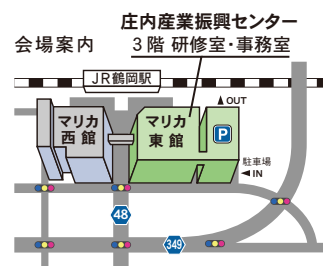 庄内産業振興センター
会場案内
3階 研修室・事務室
JR鶴岡駅
▲OUT
マリカ
西館
マリカ
東館
P
駐車場
◀IN
48
349